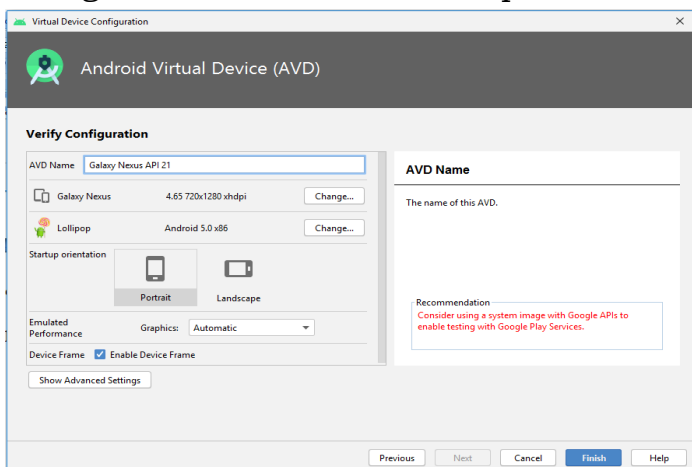 Virtual Device Configuration
Android Virtual Device (AVD)
Verify Configuration
AVD Name Galaxy Nexus API 21
Galaxy Nexus 4.65 720x1280 xhdpi Change...
Lollipop Android 5.0 x86 Change...
Startup orientation
Portrait Landscape
Emulated
Performance Graphics: Automatic
Device Frame Enable Device Frame
Show Advanced Settings
AVD Name
The name of this AVD.
Recommendation
Consider using a system image with Google APIs to
enable testing with Google Play Services.
Previous Next Cancel Finish Help